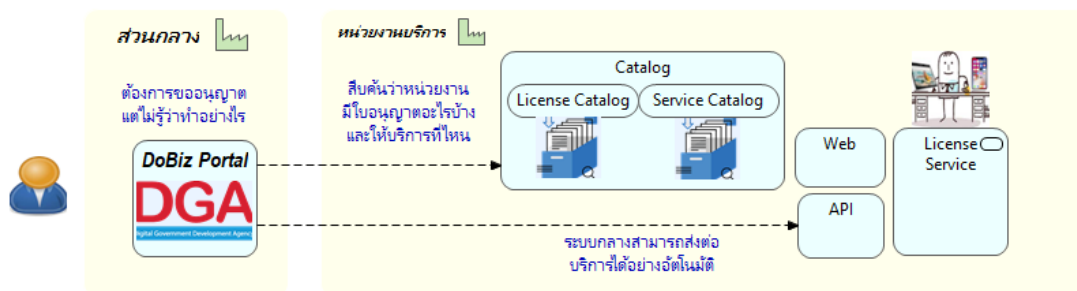 ส่วนกลาง
ต้องการขออนุญาต
แต่ไม่รู้ว่าทำอย่างไร
DoBiz Portal
DGA
Digital Government Development Agency
หน่วยงานบริการ
สืบค้นว่าหน่วยงาน
มีใบอนุญาตอะไรบ้าง
และให้บริการที่ไหน
Catalog
License Catalog
Service Catalog
Web
API
License
Service
ระบบกลางสามารถส่งต่อ
บริการได้อย่างอัตโนมัติ